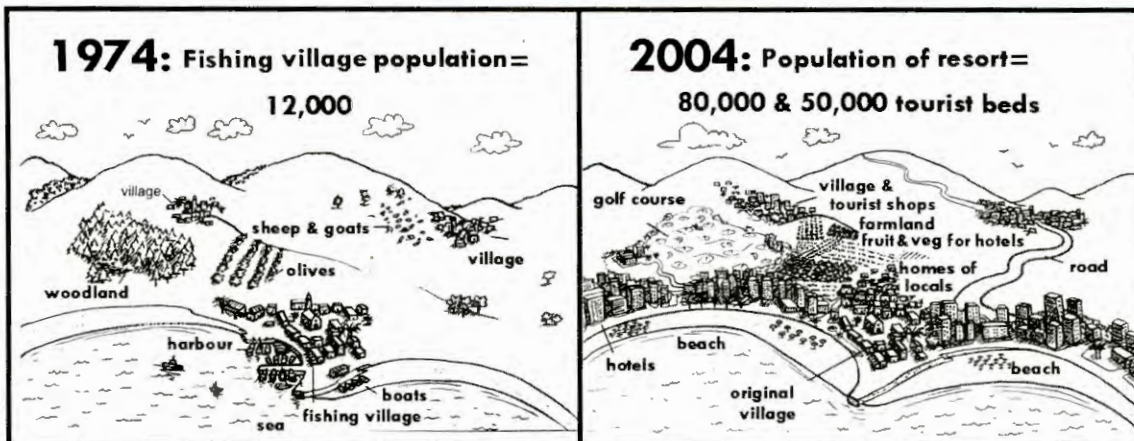 1974: Fishing village population=
12,000
village
sheep & goats
village
olives
woodland
harbour
boats
fishing village
sea
2004: Population of resort=
80,000 & 50,000 tourist beds
golf course
village &
tourist shops
farmland
fruit & veg for hotels
homes of
locals
road
beach
hotels
beach
original
village